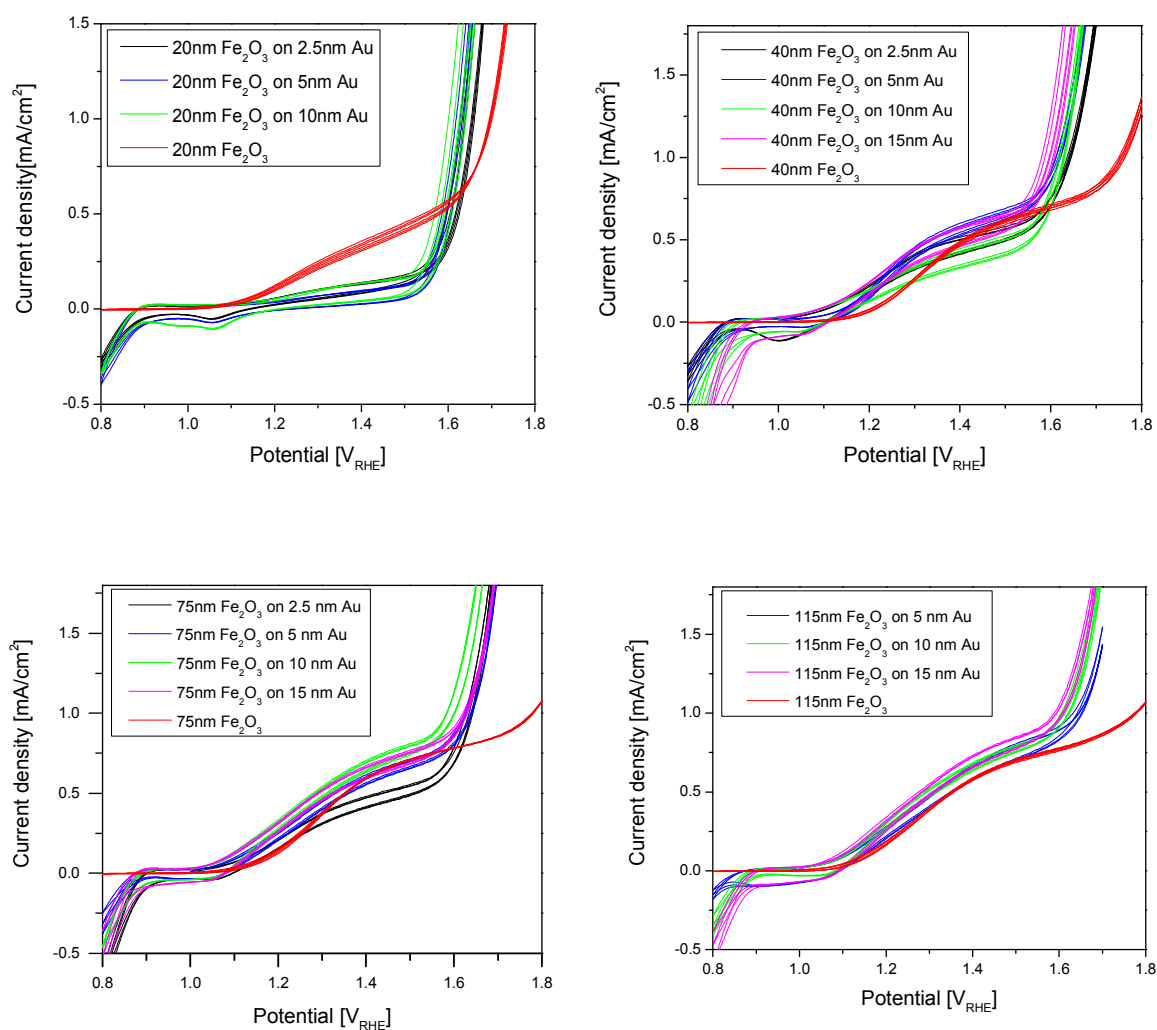 20nm Fe₂O₃ on 2.5nm Au
20nm Fe₂O₃ on 5nm Au
20nm Fe₂O₃ on 10nm Au
20nm Fe₂O₃
1.5
1.0
0.5
0.0
-0.5
Current density[mA/cm²]
0.8 1.0 1.2 1.4 1.6 1.8
Potential [V_RHE]
40nm Fe₂O₃ on 2.5nm Au
40nm Fe₂O₃ on 5nm Au
40nm Fe₂O₃ on 10nm Au
40nm Fe₂O₃ on 15nm Au
40nm Fe₂O₃
1.5
1.0
0.5
0.0
-0.5
Current density [mA/cm²]
0.8 1.0 1.2 1.4 1.6 1.8
Potential [V_RHE]
75nm Fe₂O₃ on 2.5 nm Au
75nm Fe₂O₃ on 5 nm Au
75nm Fe₂O₃ on 10 nm Au
75nm Fe₂O₃ on 15 nm Au
75nm Fe₂O₃
1.5
1.0
0.5
0.0
-0.5
Current density [mA/cm²]
0.8 1.0 1.2 1.4 1.6 1.8
Potential [V_RHE]
115nm Fe₂O₃ on 5 nm Au
115nm Fe₂O₃ on 10 nm Au
115nm Fe₂O₃ on 15 nm Au
115nm Fe₂O₃
1.5
1.0
0.5
0.0
-0.5
Current density [mA/cm²]
0.8 1.0 1.2 1.4 1.6 1.8
Potential [V_RHE]